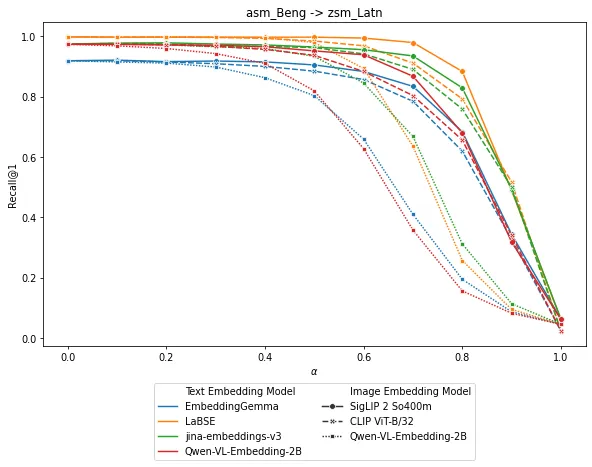 asm_Beng -> zsm_Latn
Recall@1
1.0
0.8
0.6
0.4
0.2
0.0
0.0 0.2 0.4 0.6 0.8 1.0
α
Text Embedding Model
EmbeddingGemma
LaBSE
jina-embeddings-v3
Qwen-VL-Embedding-2B
Image Embedding Model
SigLIP 2 So400m
CLIP ViT-B/32
Qwen-VL-Embedding-2B